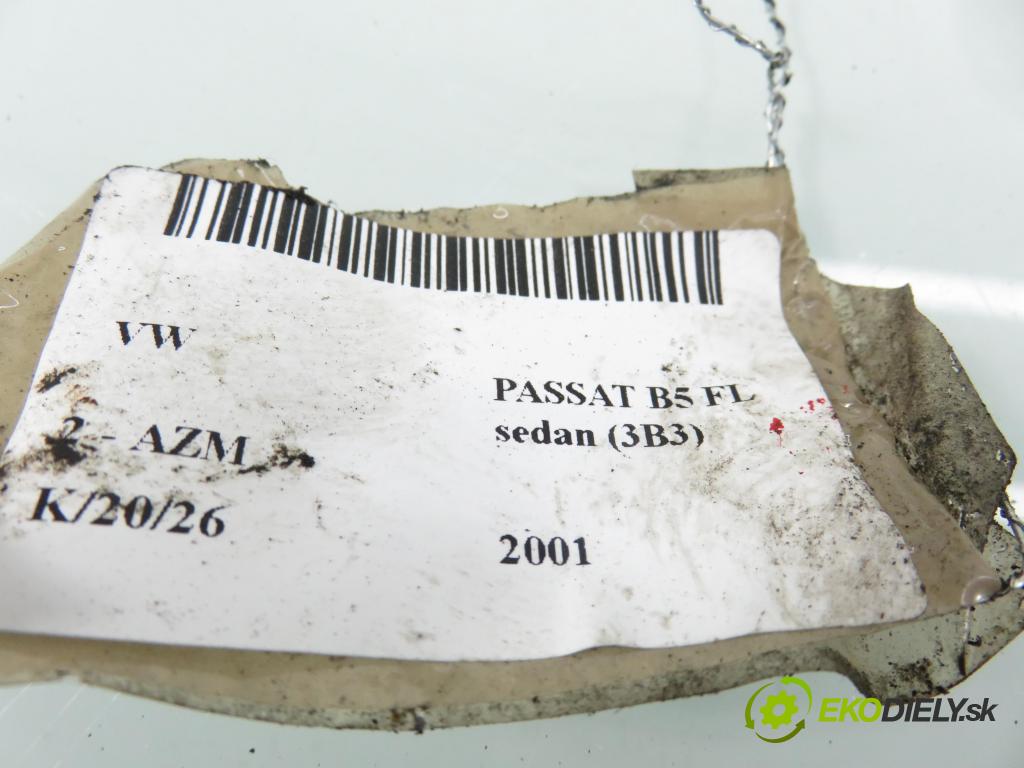 VW
PASSAT B5 FL
sedan (3B3)
2 - AZM
K/20/26
2001
EKODIELY.sk